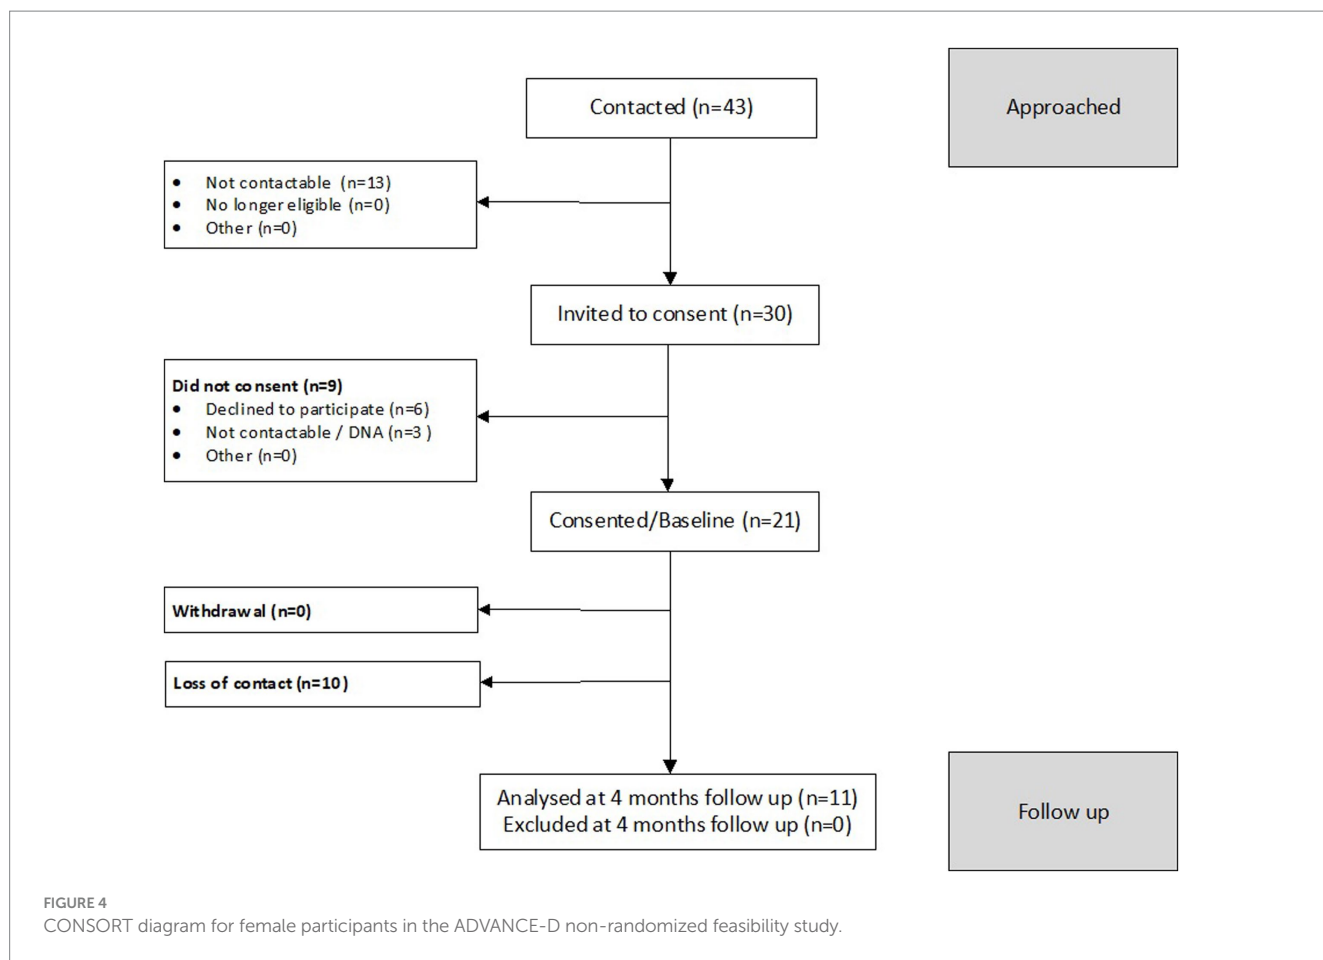 Contacted (n=43)
Approached
• Not contactable (n=13)
• No longer eligible (n=0)
• Other (n=0)
Invited to consent (n=30)
Did not consent (n=9)
• Declined to participate (n=6)
• Not contactable / DNA (n=3 )
• Other (n=0)
Consented/Baseline (n=21)
Withdrawal (n=0)
Loss of contact (n=10)
Analysed at 4 months follow up (n=11)
Excluded at 4 months follow up (n=0)
Follow up
FIGURE 4
CONSORT diagram for female participants in the ADVANCE-D non-randomized feasibility study.